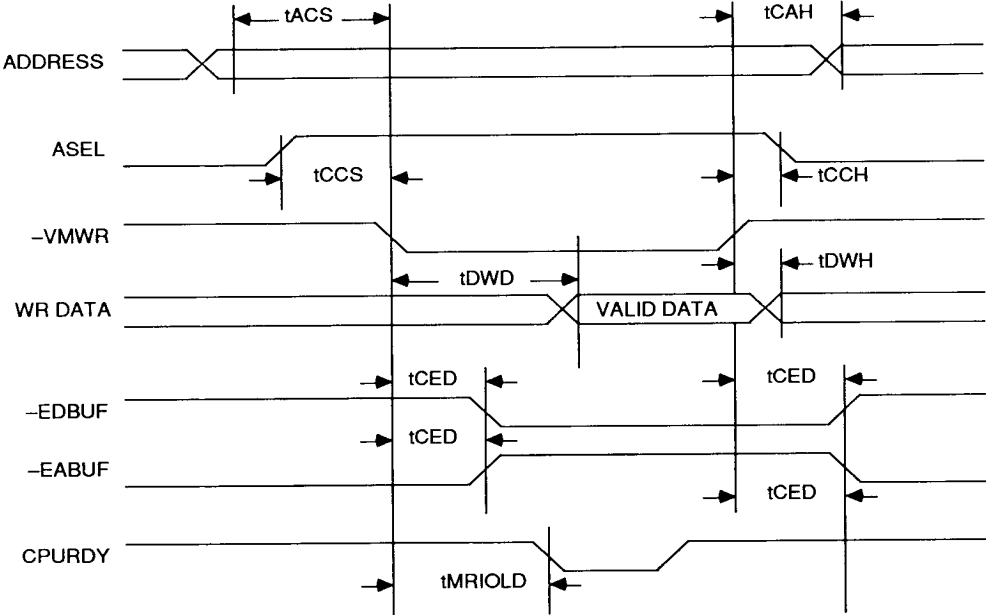 tACS
tCAH
ADDRESS
ASEL
tCCS
tCCH
–VMWR
tDWD
tDWH
WR DATA
VALID DATA
tCED
tCED
–EDBUF
tCED
–EABUF
tCED
CPURDY
tMRIOLD